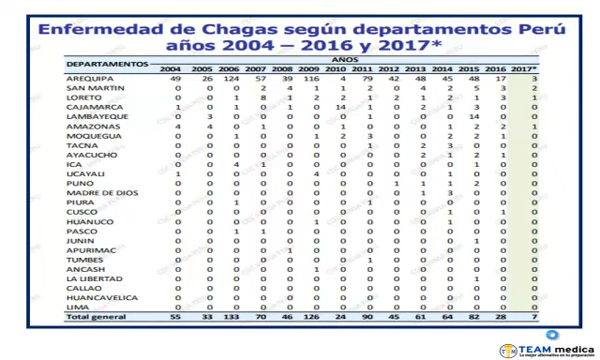 Enfermedad de Chagas según departamentos Perú
años 2004 – 2016 y 2017*
DEPARTAMENTOS AÑOS
2004 2005 2006 2007 2008 2009 2010 2011 2012 2013 2014 2015 2016 2017*
AREQUIPA 49 26 124 57 39 116 4 79 42 48 45 48 17 3
SAN MARTIN 0 0 0 2 4 1 1 2 0 4 2 5 3 2
LORETO 0 0 1 8 1 2 2 1 2 1 2 1 3 1
CAJAMARCA 1 0 1 0 1 0 14 1 0 2 1 3 0 0
LAMBAYEQUE 0 3 0 0 0 0 0 0 0 0 0 14 0 0
AMAZONAS 4 4 0 1 0 0 1 0 0 0 1 2 2 1
MOQUEGUA 0 0 1 0 0 1 2 3 0 0 2 2 1 0
TACNA 0 0 0 0 0 0 0 1 0 2 3 0 0 0
AYACUCHO 0 0 0 0 0 0 0 0 0 2 1 2 1 0
ICA 0 0 4 1 0 0 0 0 0 0 0 1 0 0
UCAYALI 1 0 0 0 0 4 0 0 0 0 1 0 0 0
PUNO 0 0 0 0 0 0 0 0 1 1 1 2 0 0
MADRE DE DIOS 0 0 0 0 0 0 0 0 0 1 3 0 0 0
PIURA 0 0 1 0 0 0 0 1 0 0 0 0 0 0
CUSCO 0 0 0 0 0 0 0 0 0 0 1 0 1 0
HUANUCO 0 0 0 0 0 1 0 0 0 0 1 0 0 0
PASCO 0 0 1 1 0 0 0 0 0 0 0 0 0 0
JUNIN 0 0 0 0 0 0 0 0 0 0 0 1 0 0
APURIMAC 0 0 0 0 1 0 0 0 0 0 0 0 0 0
TUMBES 0 0 0 0 0 0 0 1 0 0 0 0 0 0
ANCASH 0 0 0 0 0 1 0 0 0 0 0 0 0 0
LA LIBERTAD 0 0 0 0 0 0 0 0 0 0 0 1 0 0
CALLAO 0 0 0 0 0 0 0 0 0 0 0 0 0 0
HUANCAVELICA 0 0 0 0 0 0 0 0 0 0 0 0 0 0
LIMA 0 0 0 0 0 0 0 0 0 0 0 0 0 0
Total general 55 33 133 70 46 126 24 90 45 61 64 82 28 7
TEAM medica
La mejor alternativa en tu preparación